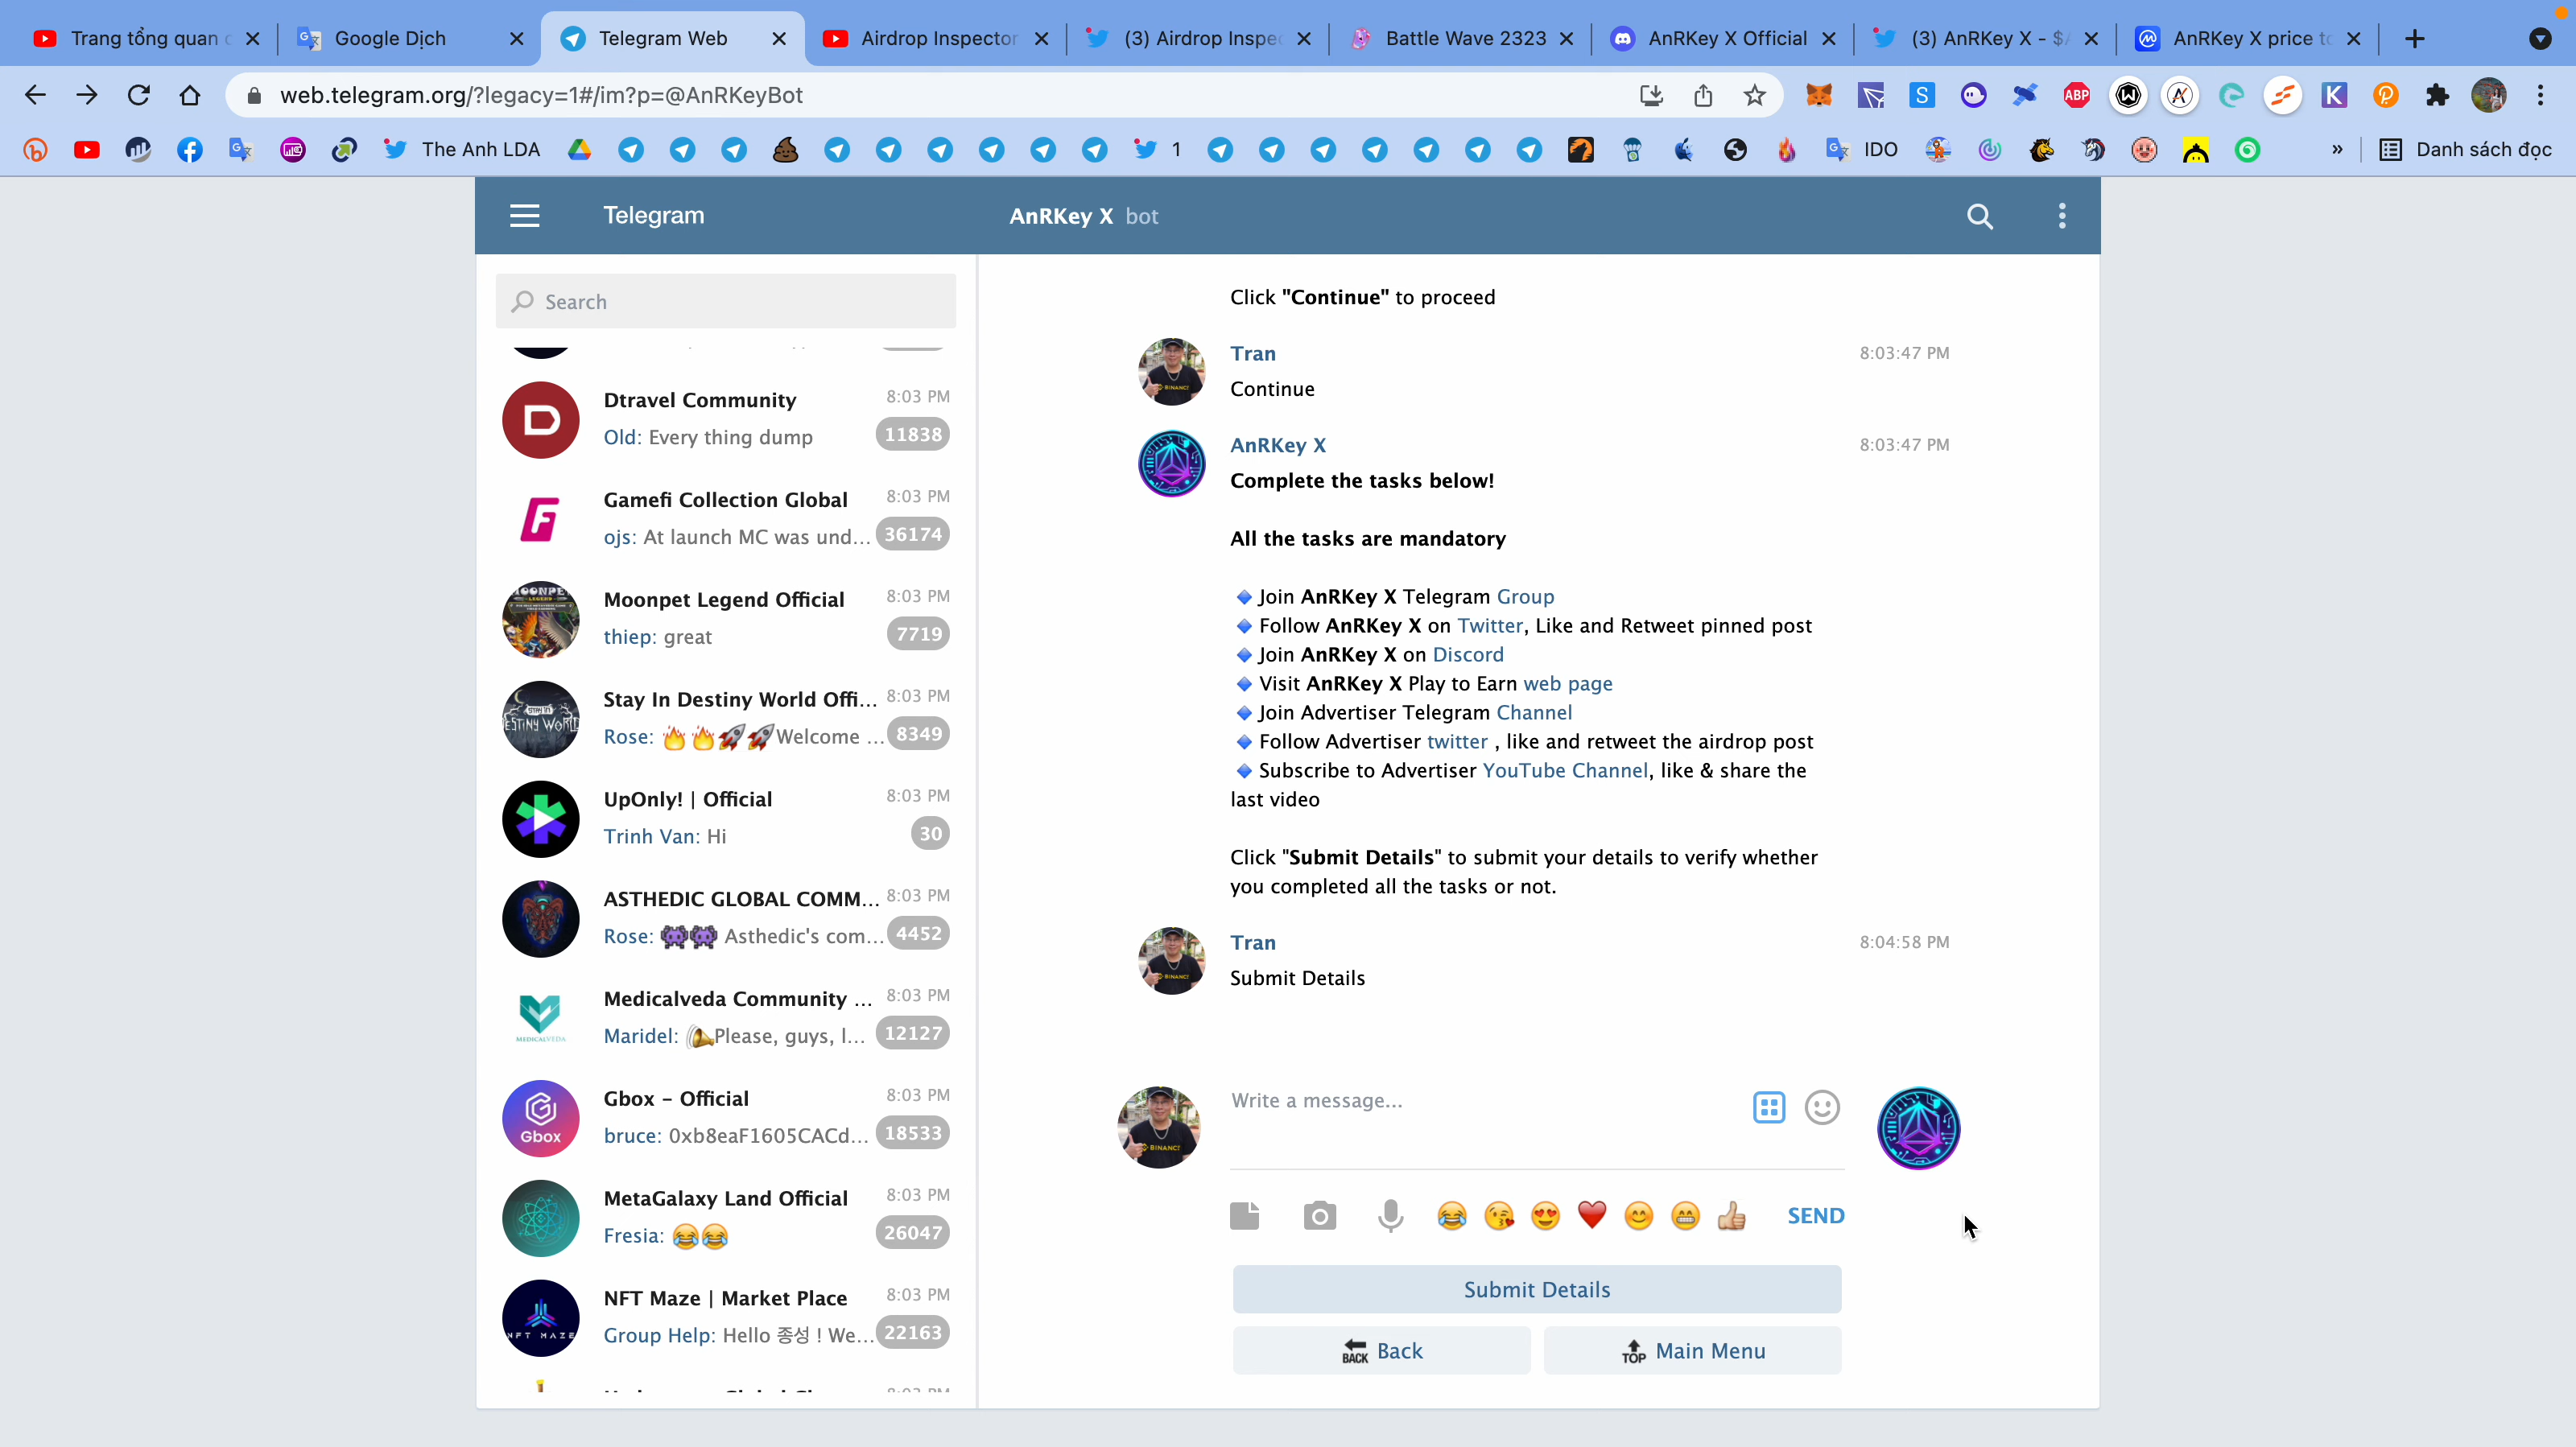 Trang tổng quan
Google Dịch
Telegram Web
Airdrop Inspector
(3) Airdrop Inspe
Battle Wave 2323
AnRKey X Official
(3) AnRKey X - $
AnRKey X price to
web.telegram.org/?legacy=1#/im?p=@AnRKeyBot
The Anh LDA
1
IDO
»
Danh sách đọc
Telegram
AnRKey X bot
Search
Dtravel Community 8:03 PM
Old: Every thing dump 11838
Gamefi Collection Global 8:03 PM
ojs: At launch MC was und... 36174
Moonpet Legend Official 8:03 PM
thiep: great 7719
Stay In Destiny World Offi... 8:03 PM
Rose: 🔥🔥🚀🚀Welcome ... 8349
UpOnly! | Official 8:03 PM
Trinh Van: Hi 30
ASTHEDIC GLOBAL COMM... 8:03 PM
Rose: 👾👾 Asthedic's com... 4452
Medicalveda Community ... 8:03 PM
Maridel: 📣Please, guys, l... 12127
MEDICALVEDA
Gbox – Official 8:03 PM
bruce: 0xb8eaF1605CACd... 18533
Gbox
MetaGalaxy Land Official 8:03 PM
Fresia: 😂😂 26047
NFT Maze | Market Place 8:03 PM
Group Help: Hello 종성 ! We... 22163
NFT MAZE
Click "Continue" to proceed
Tran 8:03:47 PM
Continue
AnRKey X 8:03:47 PM
Complete the tasks below!
All the tasks are mandatory
🔹Join AnRKey X Telegram Group
🔹Follow AnRKey X on Twitter, Like and Retweet pinned post
🔹Join AnRKey X on Discord
🔹Visit AnRKey X Play to Earn web page
🔹Join Advertiser Telegram Channel
🔹Follow Advertiser twitter , like and retweet the airdrop post
🔹Subscribe to Advertiser YouTube Channel, like & share the
last video
Click "Submit Details" to submit your details to verify whether
you completed all the tasks or not.
Tran 8:04:58 PM
Submit Details
Write a message...
BINANCE
SEND
Submit Details
BACK Back
TOP Main Menu